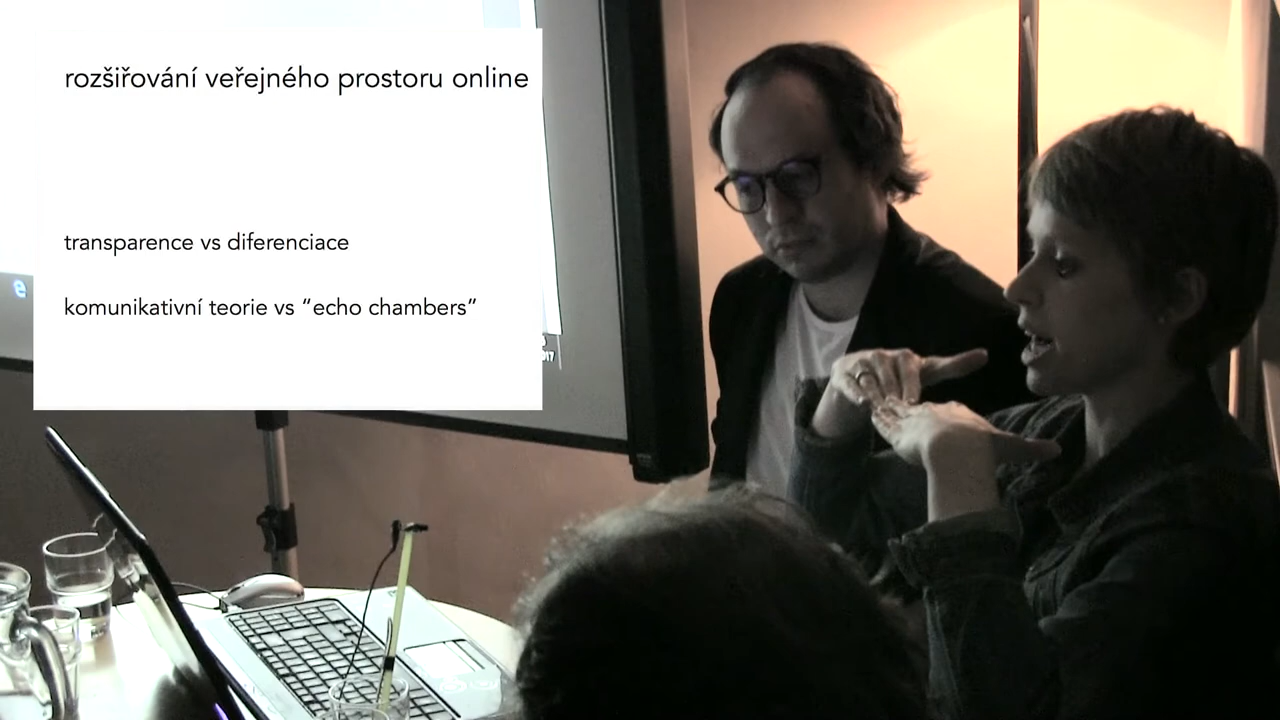 rozšiřování veřejného prostoru online
transparence vs diferenciace
komunikativní teorie vs “echo chambers”